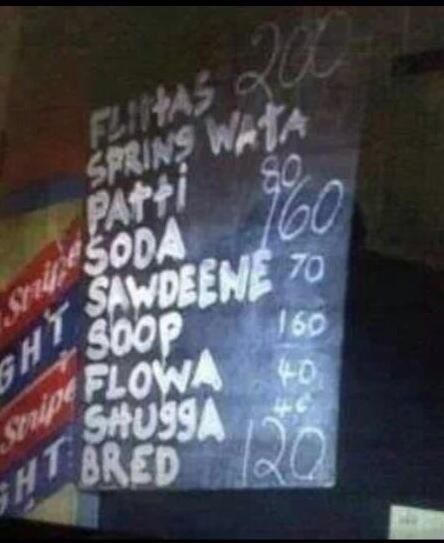 FLIttAS 200
SPRINg WAtA
PAtti 80
SODA 160
SAWDEENE 70
SOOP 160
FLOWA 40
SHUggA
BRED 120
Stripe
GHT
Stripe
GHT